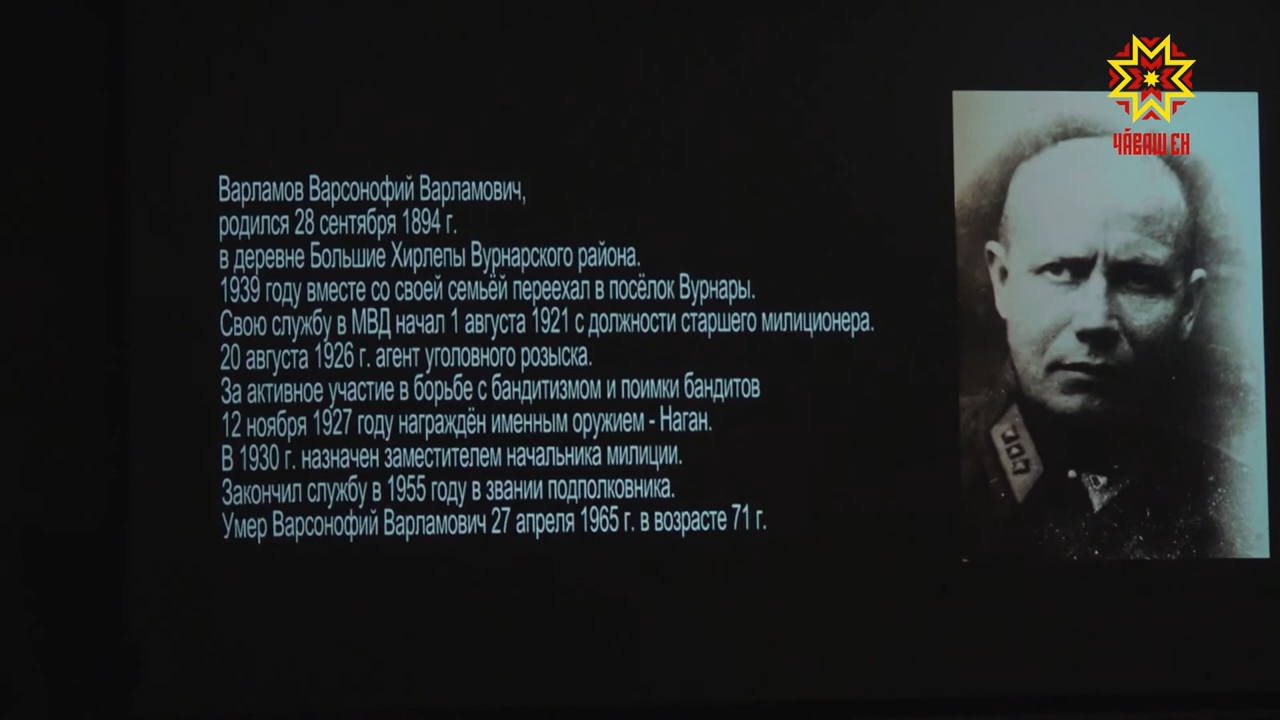 ЧӐВАШ ЕН
Варламов Варсонофий Варламович,
родился 28 сентября 1894 г.
в деревне Большие Хирлепы Вурнарского района.
1939 году вместе со своей семьёй переехал в посёлок Вурнары.
Свою службу в МВД начал 1 августа 1921 с должности старшего милиционера.
20 августа 1926 г. агент уголовного розыска.
За активное участие в борьбе с бандитизмом и поимки бандитов
12 ноября 1927 году награждён именным оружием - Наган.
В 1930 г. назначен заместителем начальника милиции.
Закончил службу в 1955 году в звании подполковника.
Умер Варсонофий Варламович 27 апреля 1965 г. в возрасте 71 г.